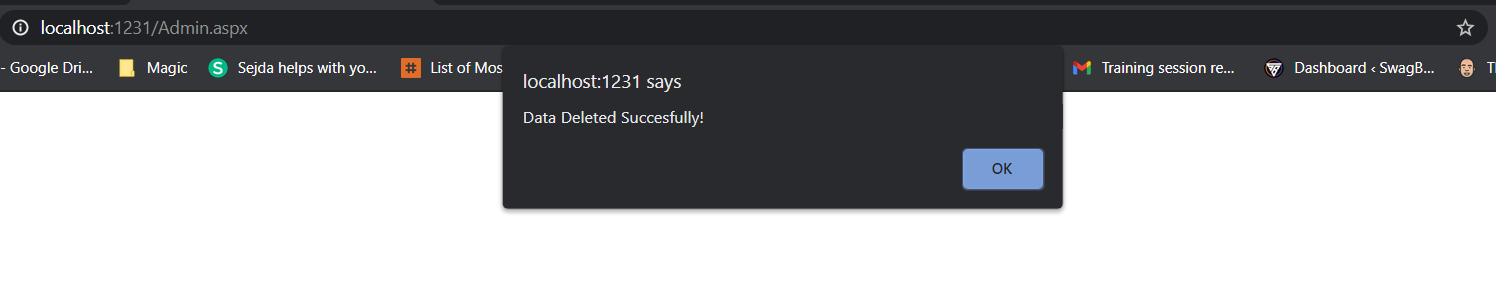 localhost:1231/Admin.aspx
- Google Dri... Magic Sejda helps with yo... List of Mos Training session re... Dashboard ‹ SwagB... Tl
localhost:1231 says
Data Deleted Succesfully!
OK